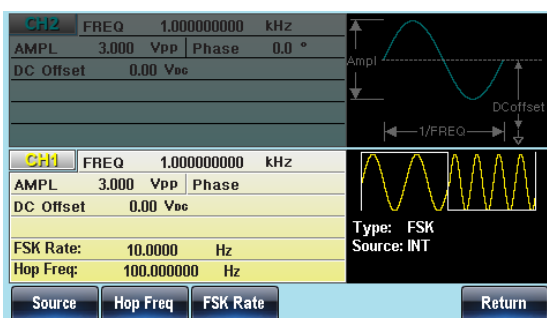 CH2 FREQ 1.000000000 kHz
AMPL 3.000 Vpp Phase 0.0 °
DC Offset 0.00 VDC
Ampl
DCoffset
1/FREQ
CH1 FREQ 1.000000000 kHz
AMPL 3.000 Vpp Phase
DC Offset 0.00 VDC
FSK Rate: 10.0000 Hz
Hop Freq: 100.000000 Hz
Type: FSK
Source: INT
Source Hop Freq FSK Rate Return